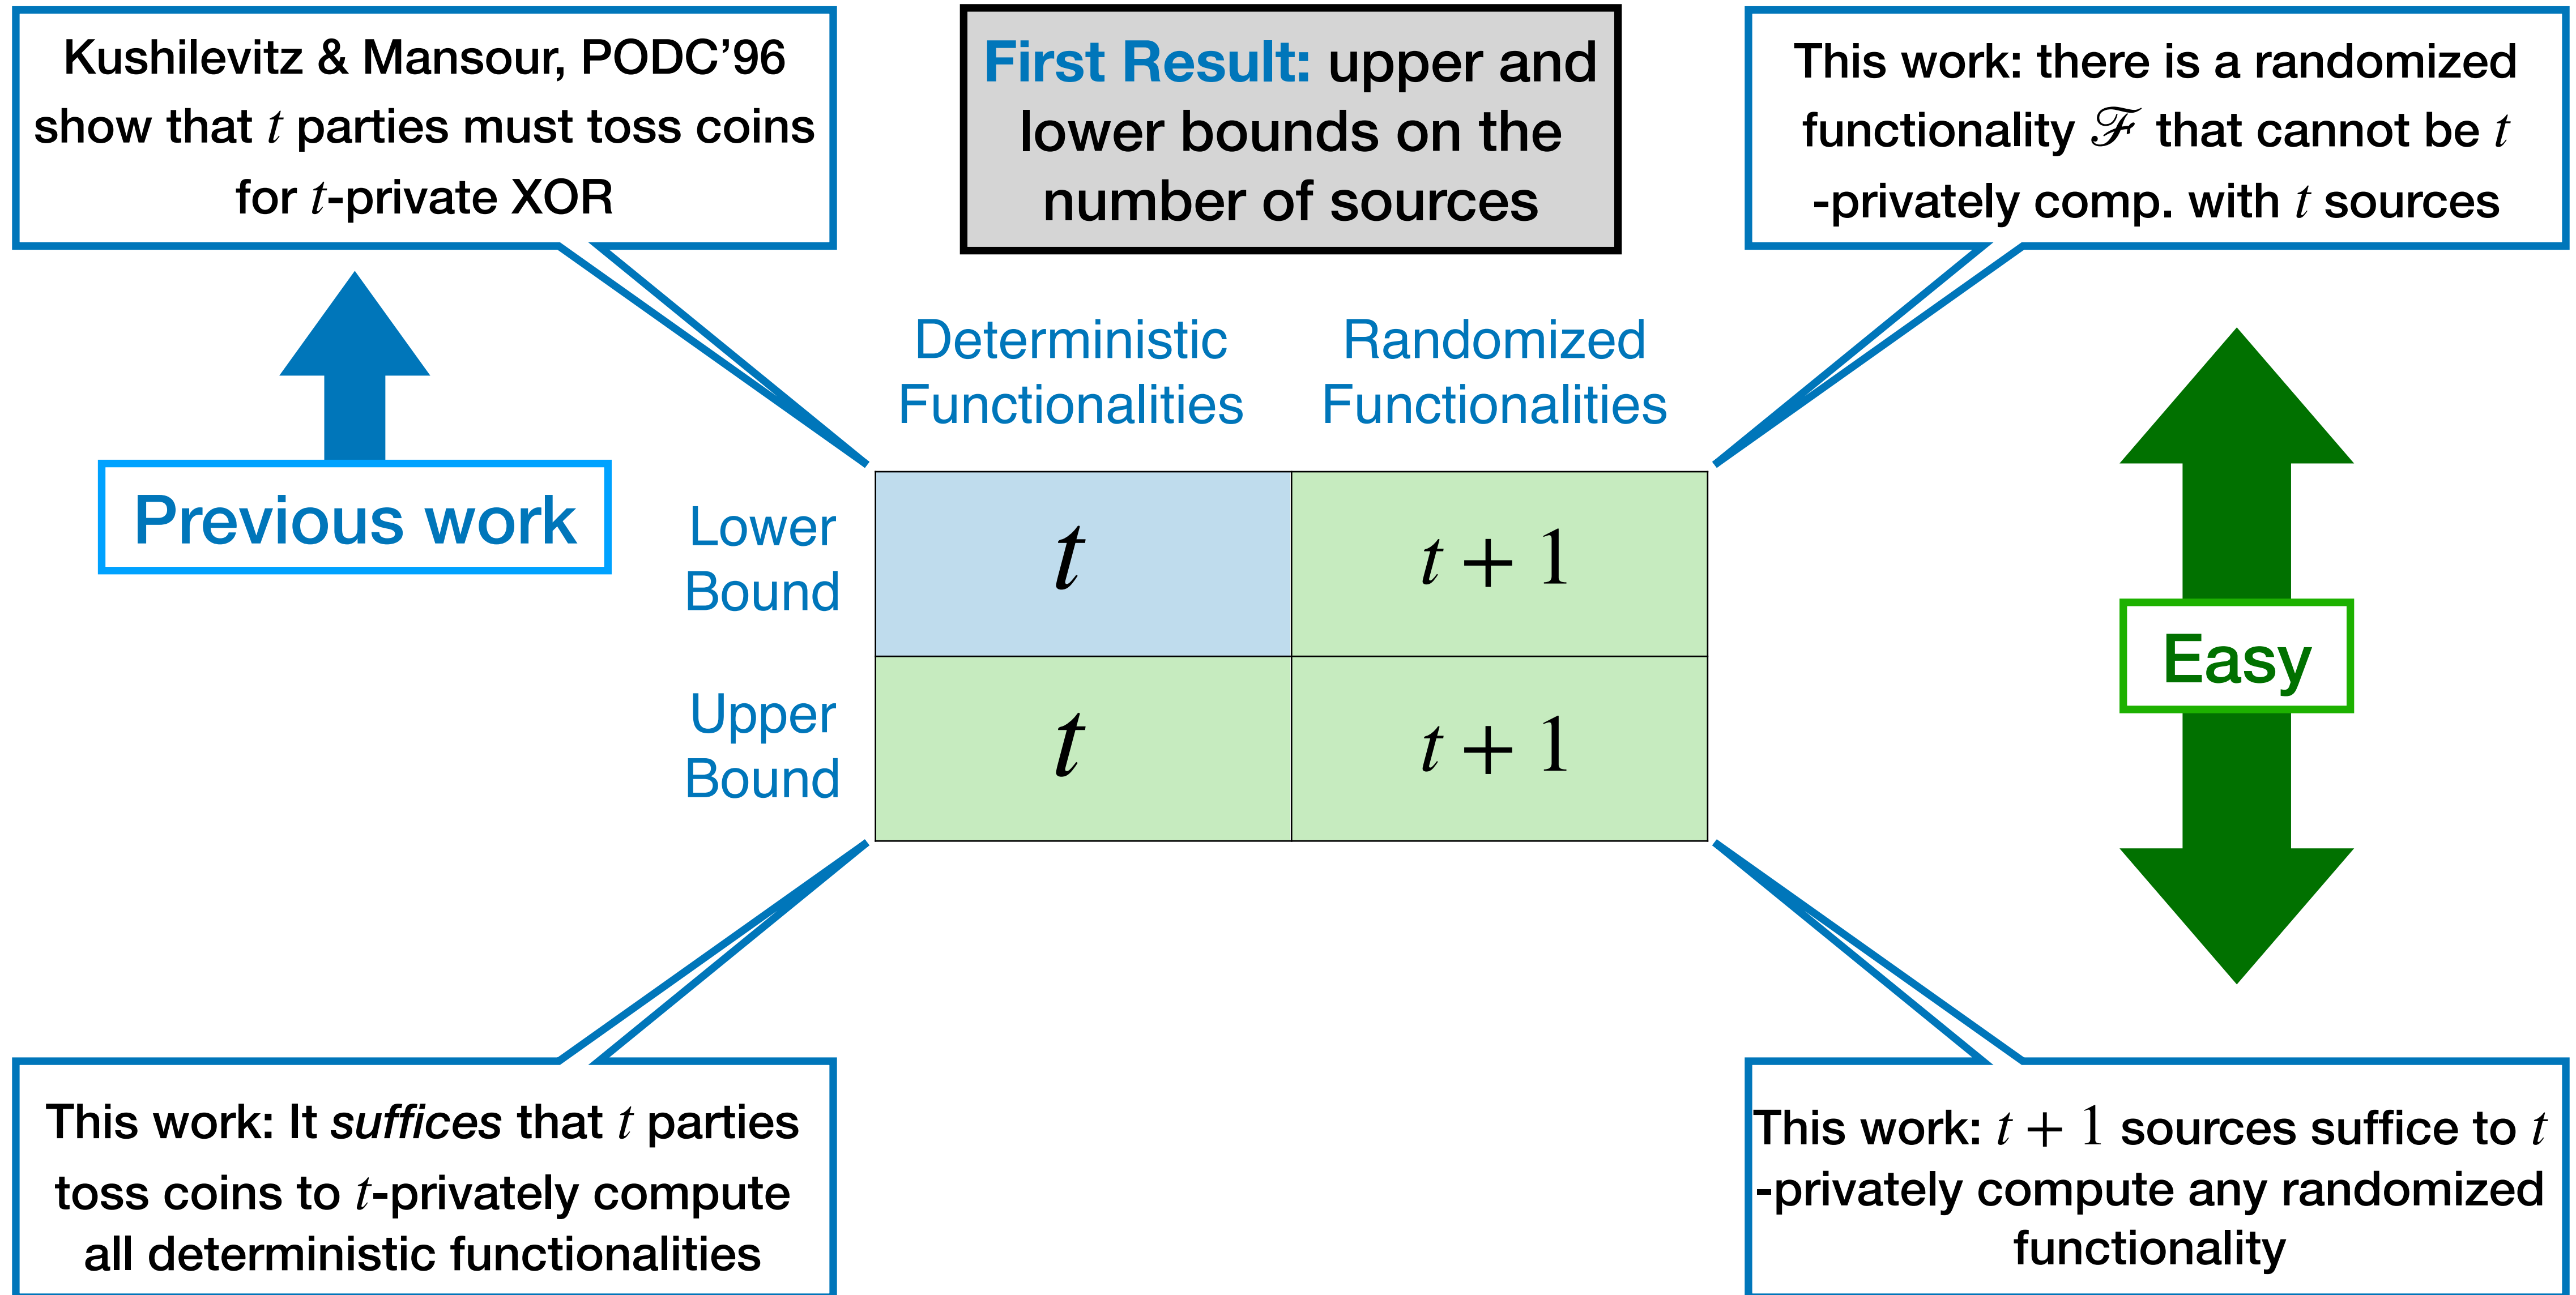 Kushilevitz & Mansour, PODC’96
show that t parties must toss coins
for t-private XOR
First Result: upper and
lower bounds on the
number of sources
This work: there is a randomized
functionality ℱ that cannot be t
-privately comp. with t sources
Previous work
Deterministic
Functionalities
Randomized
Functionalities
Lower
Bound
t
t + 1
Upper
Bound
t
t + 1
Easy
This work: It suffices that t parties
toss coins to t-privately compute
all deterministic functionalities
This work: t + 1 sources suffice to t
-privately compute any randomized
functionality